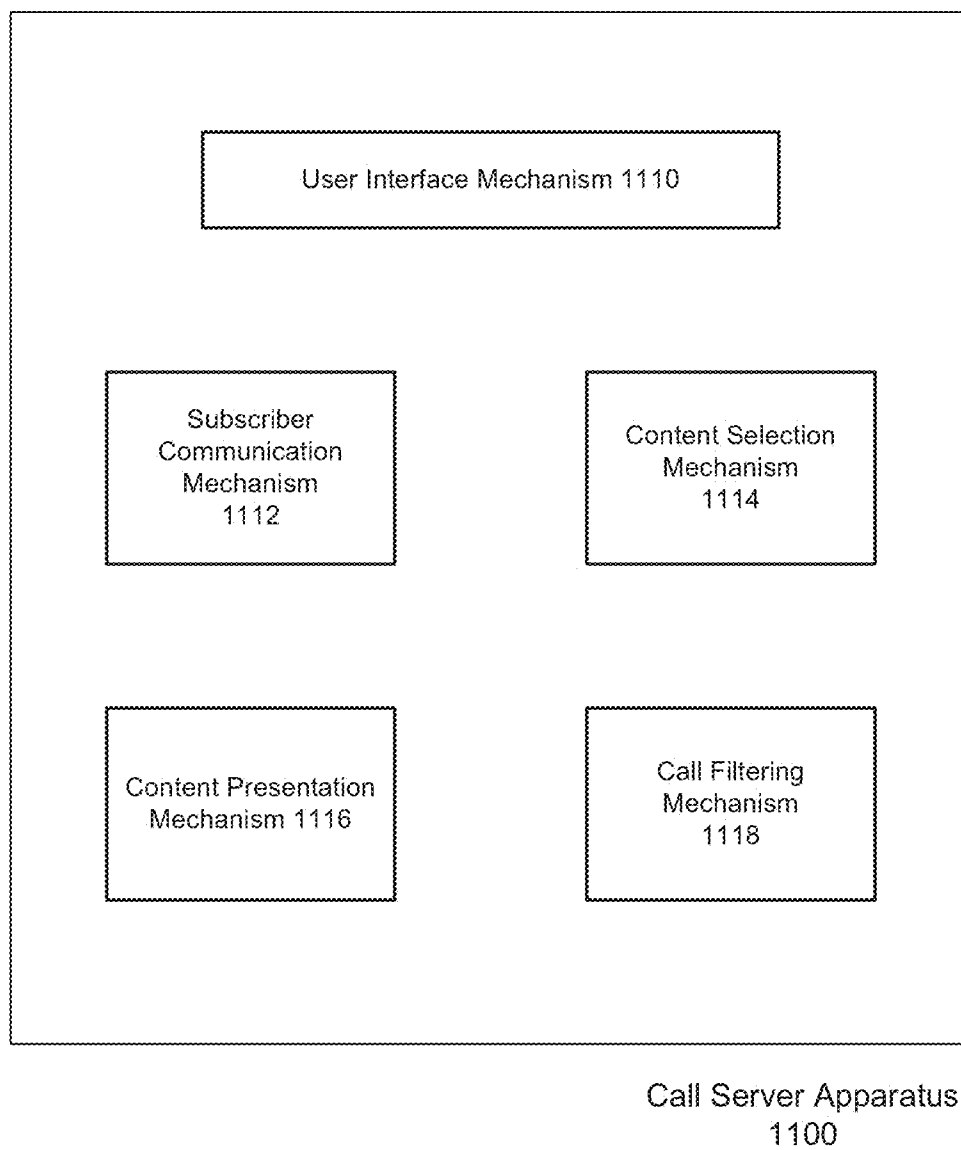 User Interface Mechanism 1110
Subscriber
Communication
Mechanism
1112
Content Selection
Mechanism
1114
Content Presentation
Mechanism 1116
Call Filtering
Mechanism
1118
Call Server Apparatus
1100